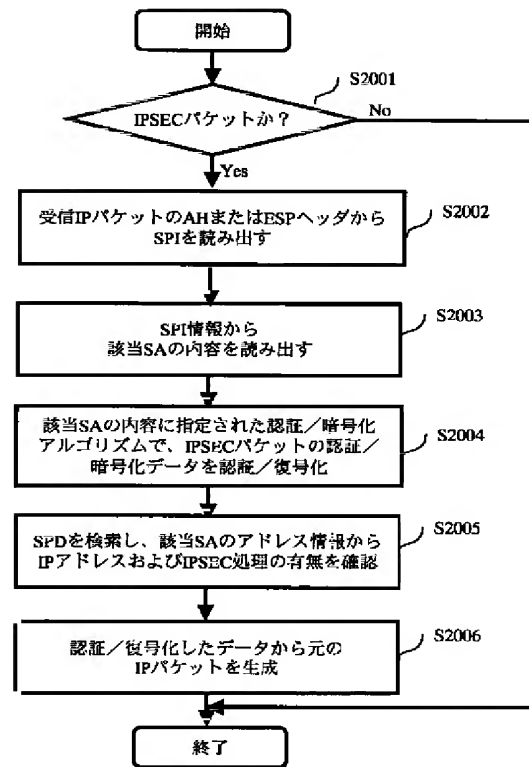 開始
S2001
IPSECパケットか？
No
Yes
受信IPパケットのAHまたはESPヘッダから
SPIを読み出す
S2002
SPI情報から
該当SAの内容を読み出す
S2003
該当SAの内容に指定された認証／暗号化
アルゴリズムで、IPSECパケットの認証／
暗号化データを認証／復号化
S2004
SPDを検索し、該当SAのアドレス情報から
IPアドレスおよびIPSEC処理の有無を確認
S2005
認証／復号化したデータから元の
IPパケットを生成
S2006
終了